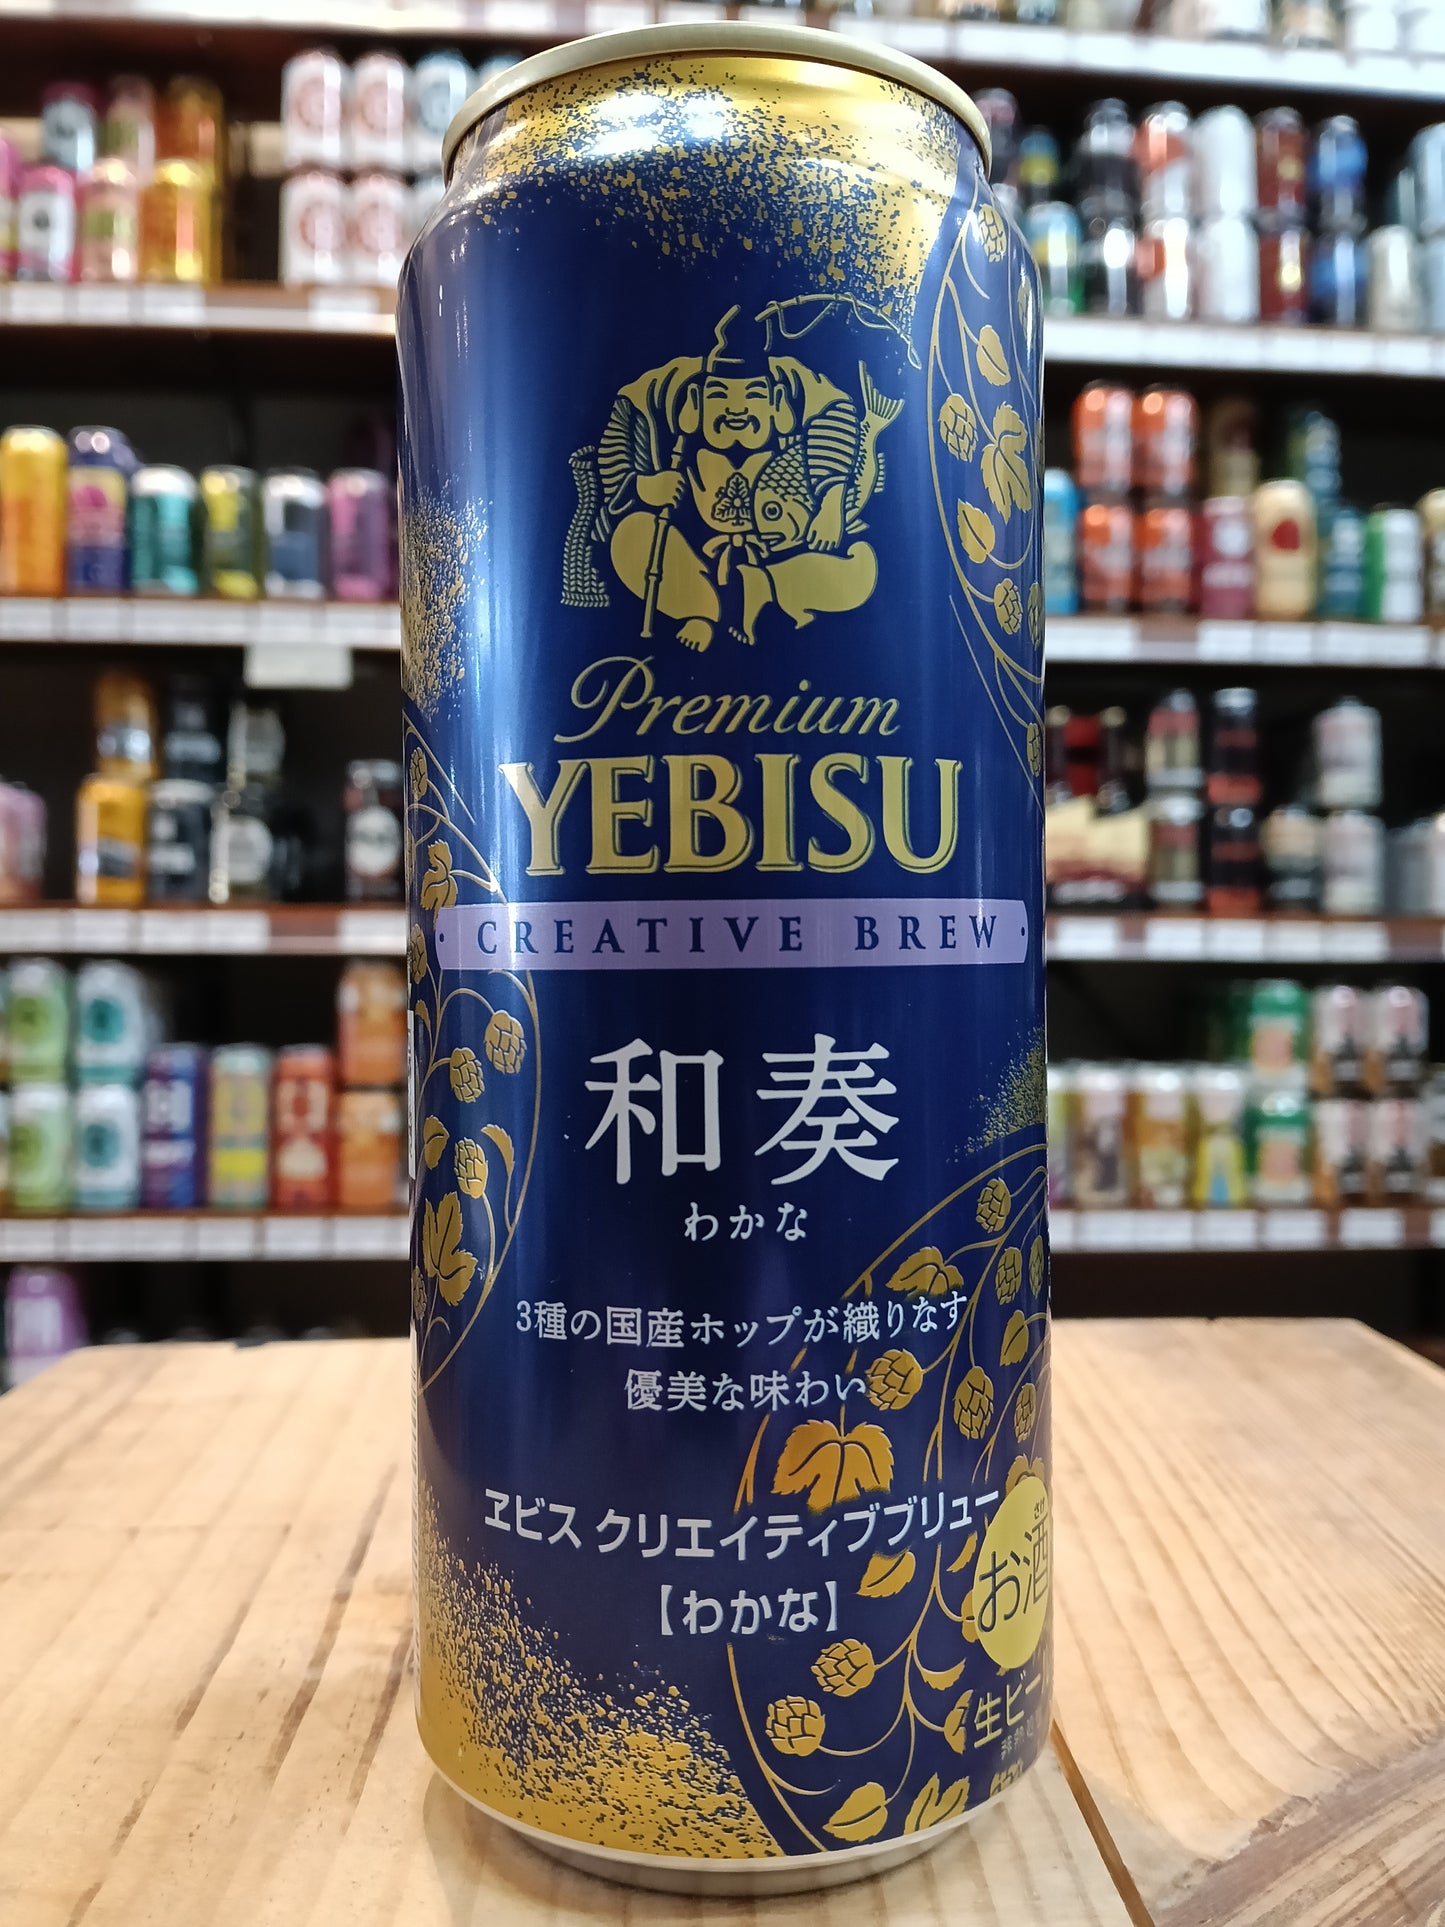 Premium
YEBISU
CREATIVE BREW
和奏
わかな
3種の国産ホップが織りなす
優美な味わい
ヱビス クリエイティブブリュー
【わかな】
さけ
お酒
生ビー